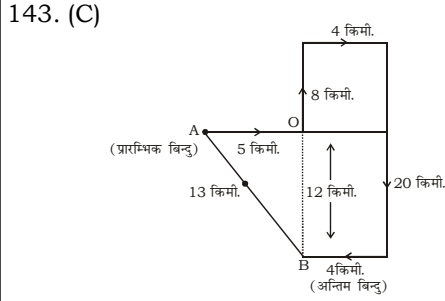 143. (C)
4 किमी.
8 किमी.
A
O
(प्रारम्भिक बिन्दु)
5 किमी.
13 किमी.
12 किमी.
20 किमी.
B
4किमी.
(अन्तिम बिन्दु)